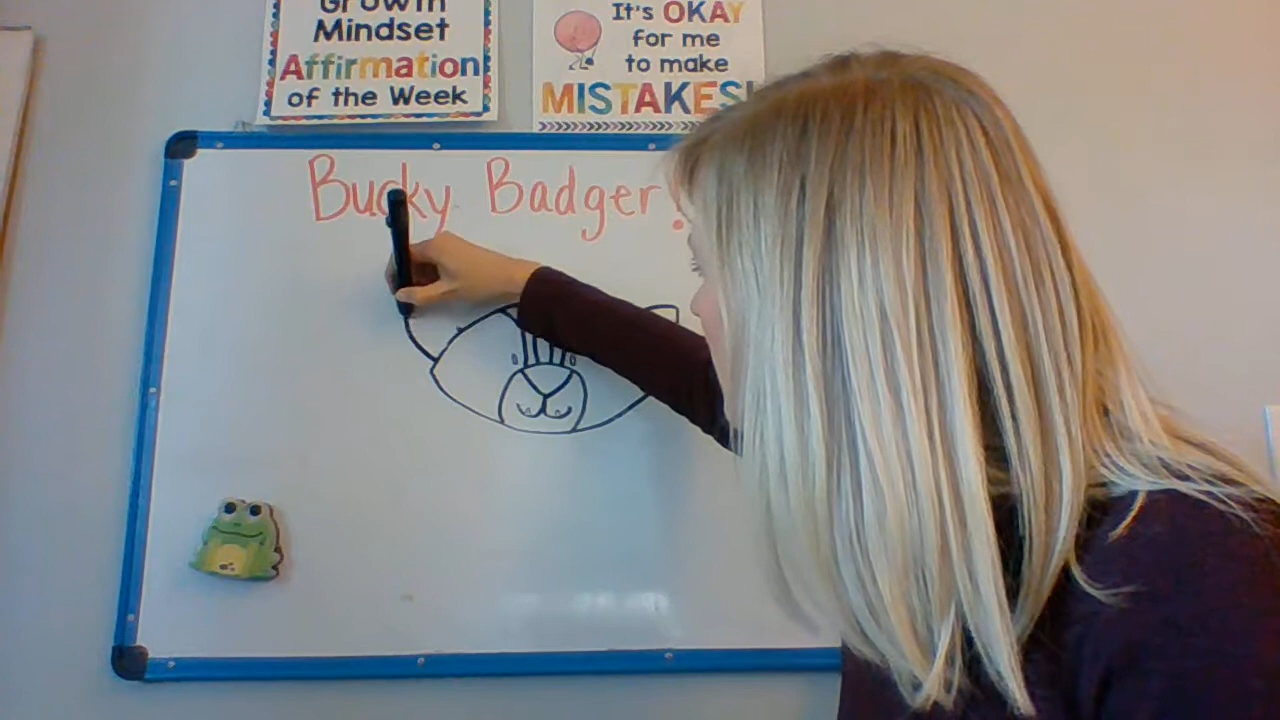 Growth
Mindset
Affirmation
of the Week
It's OKAY
for me
to make
MISTAKES!
Bucky Badger!